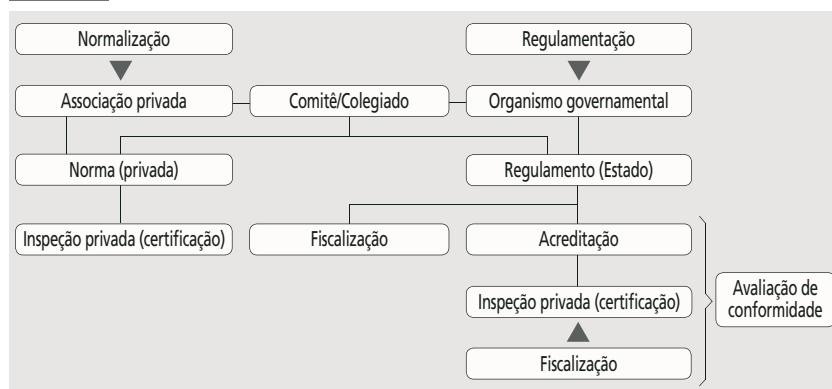 Normalização
Regulamentação
Associação privada
Comitê/Colegiado
Organismo governamental
Norma (privada)
Regulamento (Estado)
Inspeção privada (certificação)
Fiscalização
Acreditação
Inspeção privada (certificação)
Avaliação de
conformidade
Fiscalização